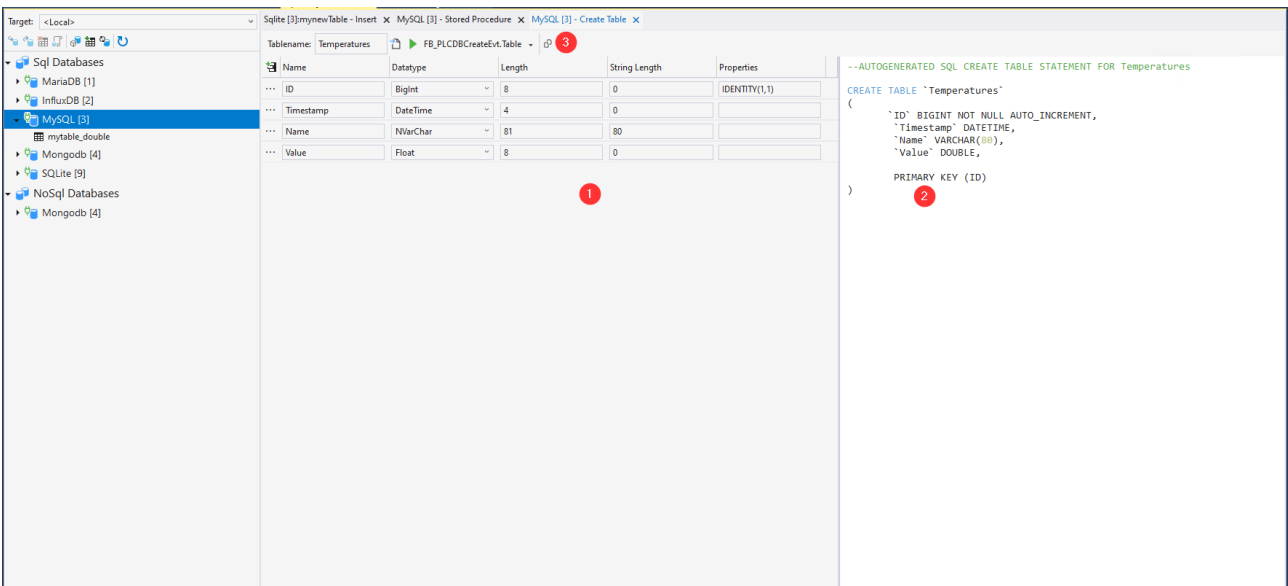 Target: <Local>
Sql Databases
MariaDB [1]
InfluxDB [2]
MySQL [3]
mytable_double
Mongodb [4]
SQLite [9]
NoSql Databases
Mongodb [4]
Sqlite [3]:mynewTable - Insert MySQL [3] - Stored Procedure MySQL [3] - Create Table
Tablename: Temperatures FB_PLCDBCreateEvt.Table 3
Name Datatype Length String Length Properties
ID BigInt 8 0 IDENTITY(1,1)
Timestamp DateTime 4 0
Name NVarChar 81 80
Value Float 8 0
1
--AUTOGENERATED SQL CREATE TABLE STATEMENT FOR Temperatures
CREATE TABLE `Temperatures`
(
`ID` BIGINT NOT NULL AUTO_INCREMENT,
`Timestamp` DATETIME,
`Name` VARCHAR(80),
`Value` DOUBLE,
PRIMARY KEY (ID)
)
2